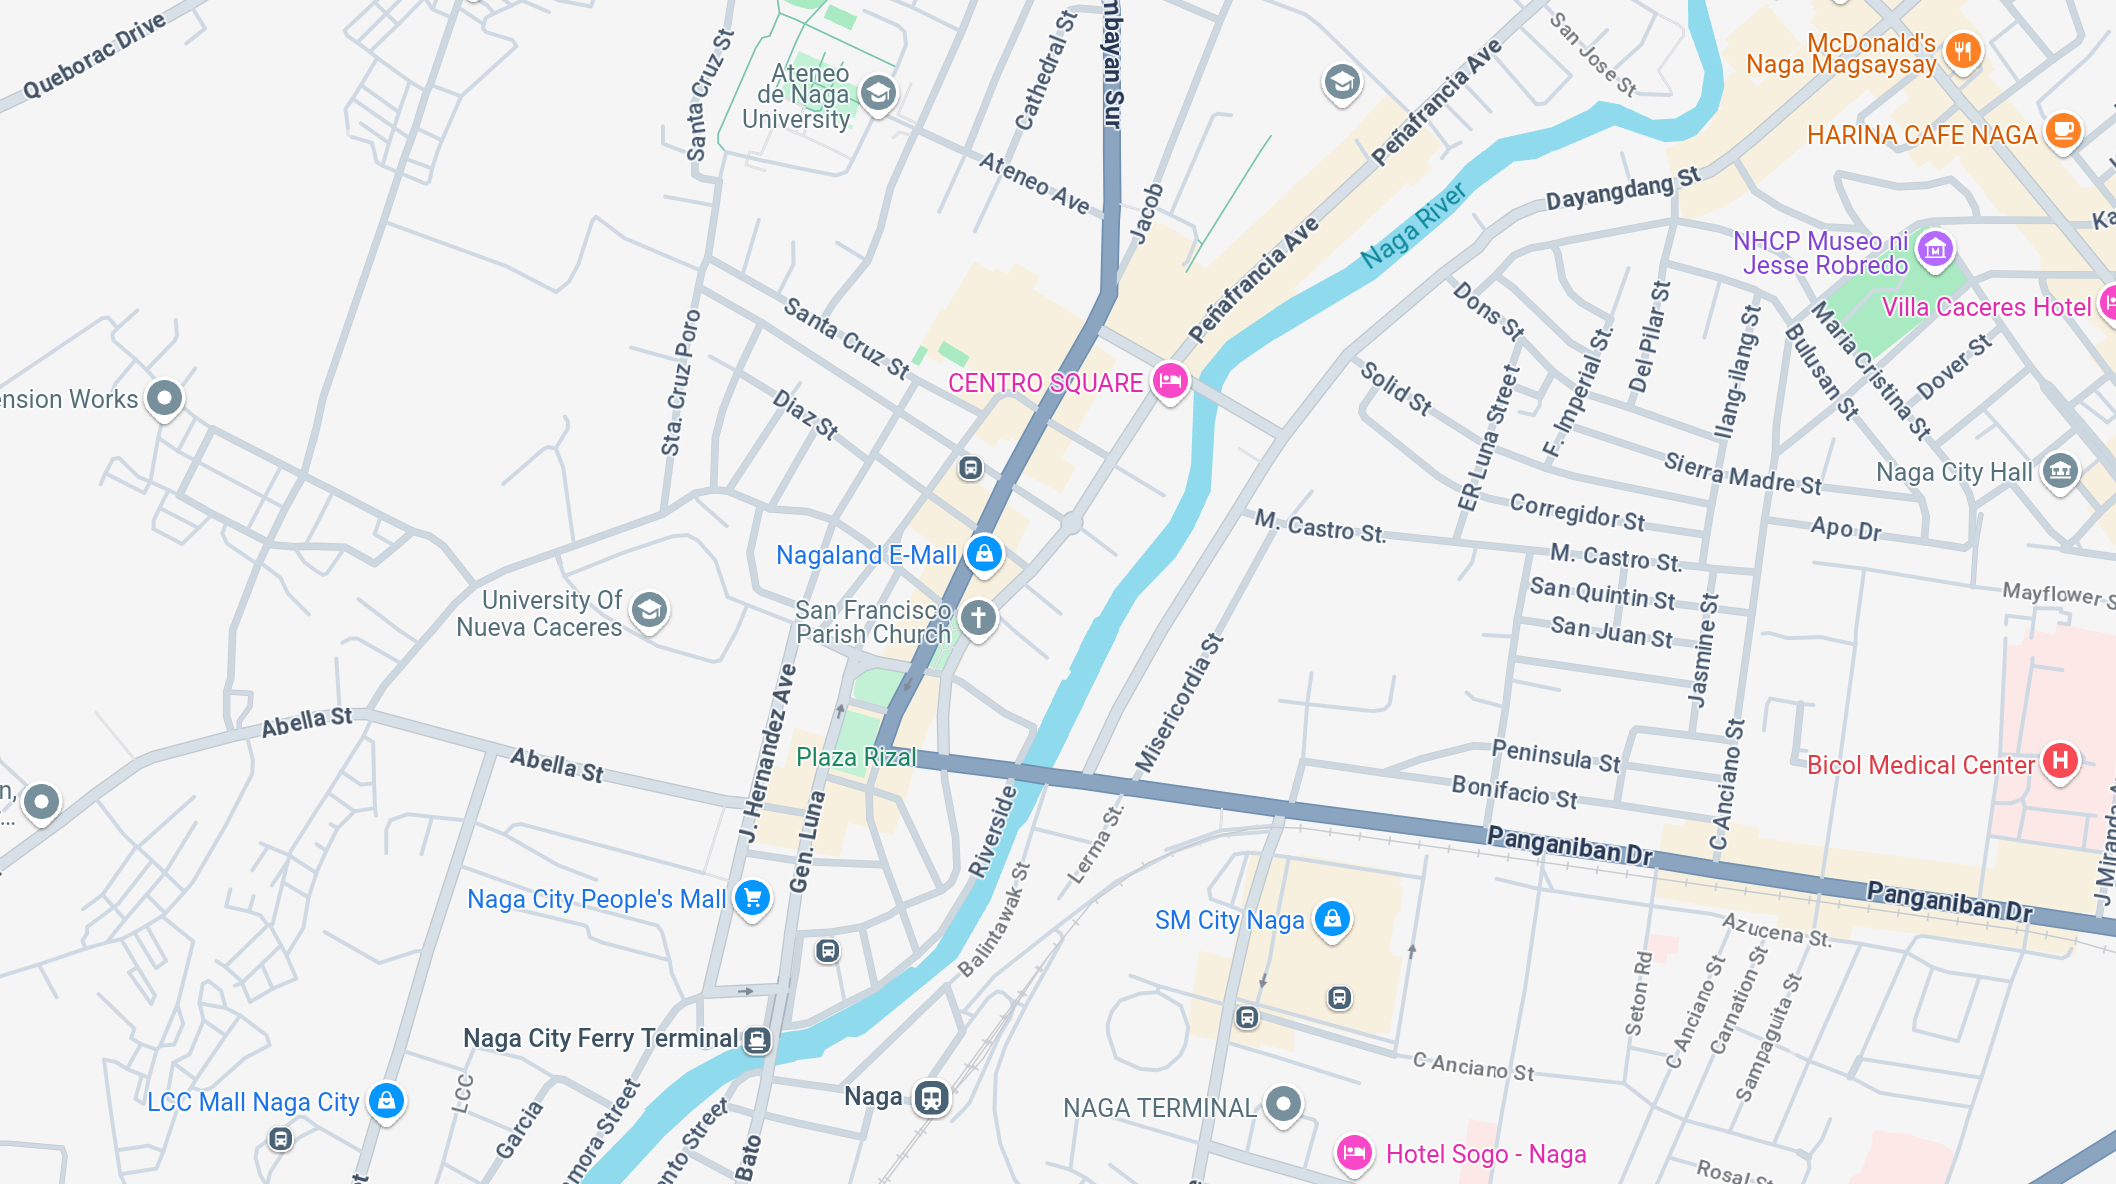 Queborac Drive
Santa Cruz St
Ateneo
de Naga
University
Cathedral St
mbayan Sur
Peñafrancia Ave
San Jose St
McDonald's
Naga Magsaysay
HARINA CAFE NAGA
Ateneo Ave
Jacob
Naga River
Dayangdang St
Ka
NHCP Museo ni
Jesse Robredo
Villa Caceres Hotel
Peñafrancia Ave
Santa Cruz St
Sta. Cruz Poro
Dons St
Del Pilar St
F. Imperial St.
Ilang-ilang St
Maria Cristina St
Bulusan St
Dover St
ension Works
CENTRO SQUARE
Diaz St
Solid St
ER Luna Street
Sierra Madre St
Naga City Hall
Corregidor St
Apo Dr
M. Castro St.
M. Castro St.
Nagaland E-Mall
San Quintin St
San Juan St
Mayflower S
University Of
Nueva Caceres
San Francisco
Parish Church
Jasmine St
Misericordia St
J. Hernandez Ave
Abella St
Abella St
Plaza Rizal
Peninsula St
Bonifacio St
C Anciano St
Bicol Medical Center
n,
...
Gen. Luna
Riverside
Lerma St.
Panganiban Dr
Panganiban Dr
J Miranda A
Naga City People's Mall
Balintawak St
SM City Naga
Azucena St.
Seton Rd
C Anciano St
Carnation St
Sampaguita St
Naga City Ferry Terminal
C Anciano St
LCC Mall Naga City
LCC
Garcia
amora Street
ento Street
Bato
Naga
NAGA TERMINAL
Hotel Sogo - Naga
Rosal St